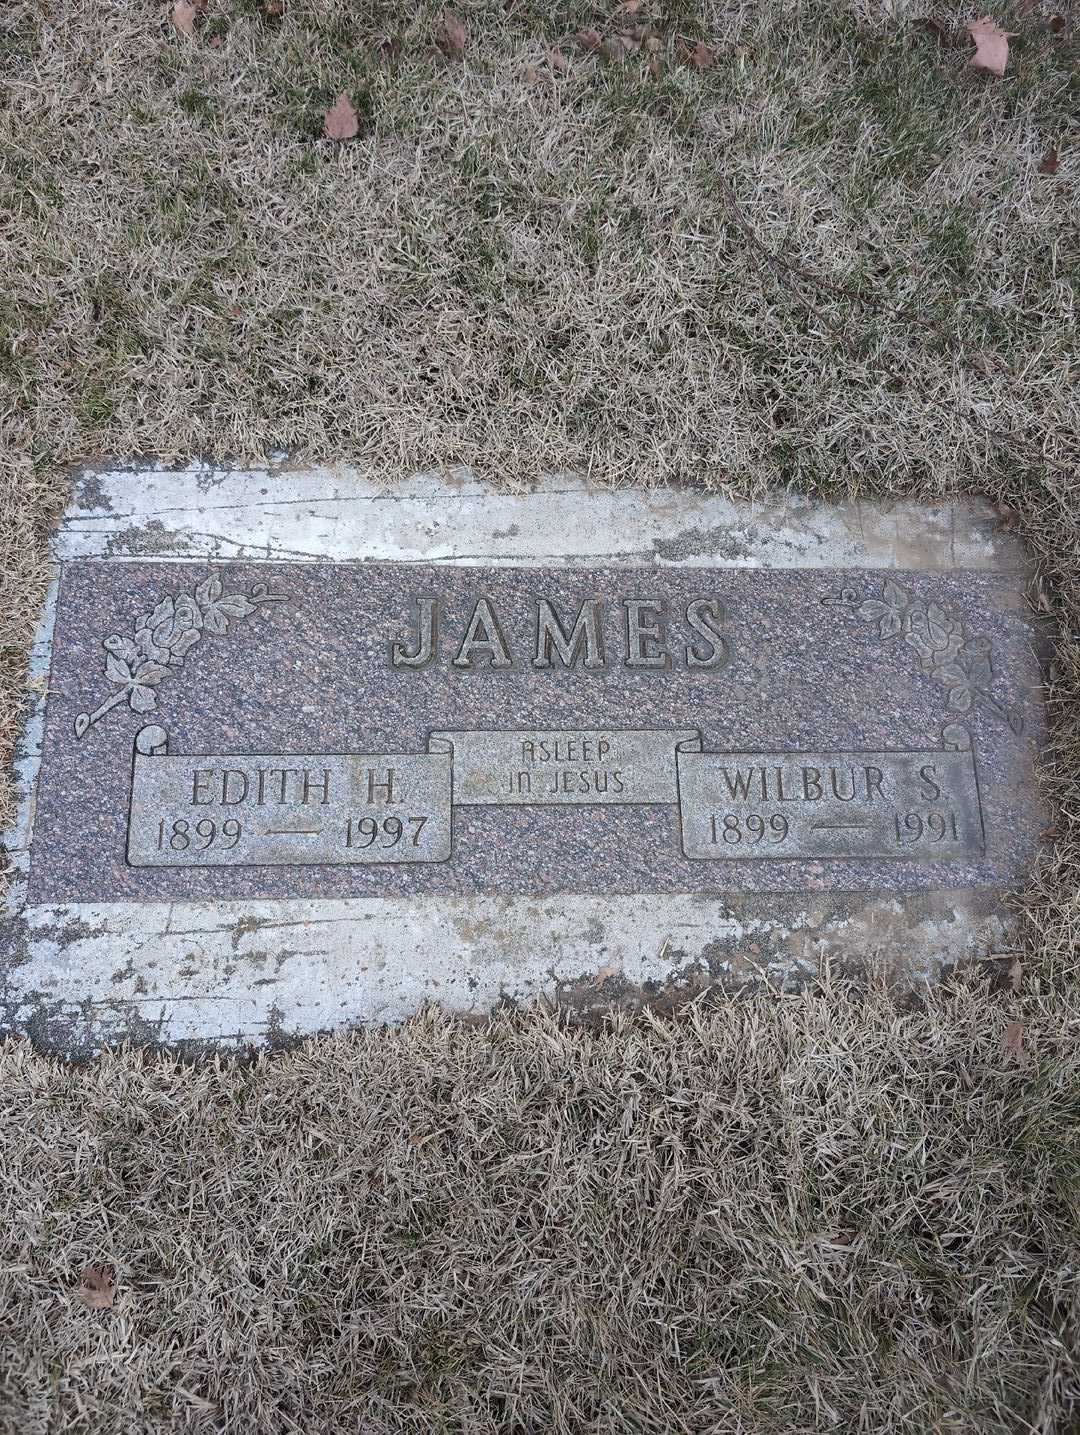 JAMES
ASLEEP
IN JESUS
EDITH H.
1899 — 1997
WILBUR S.
1899 — 1991